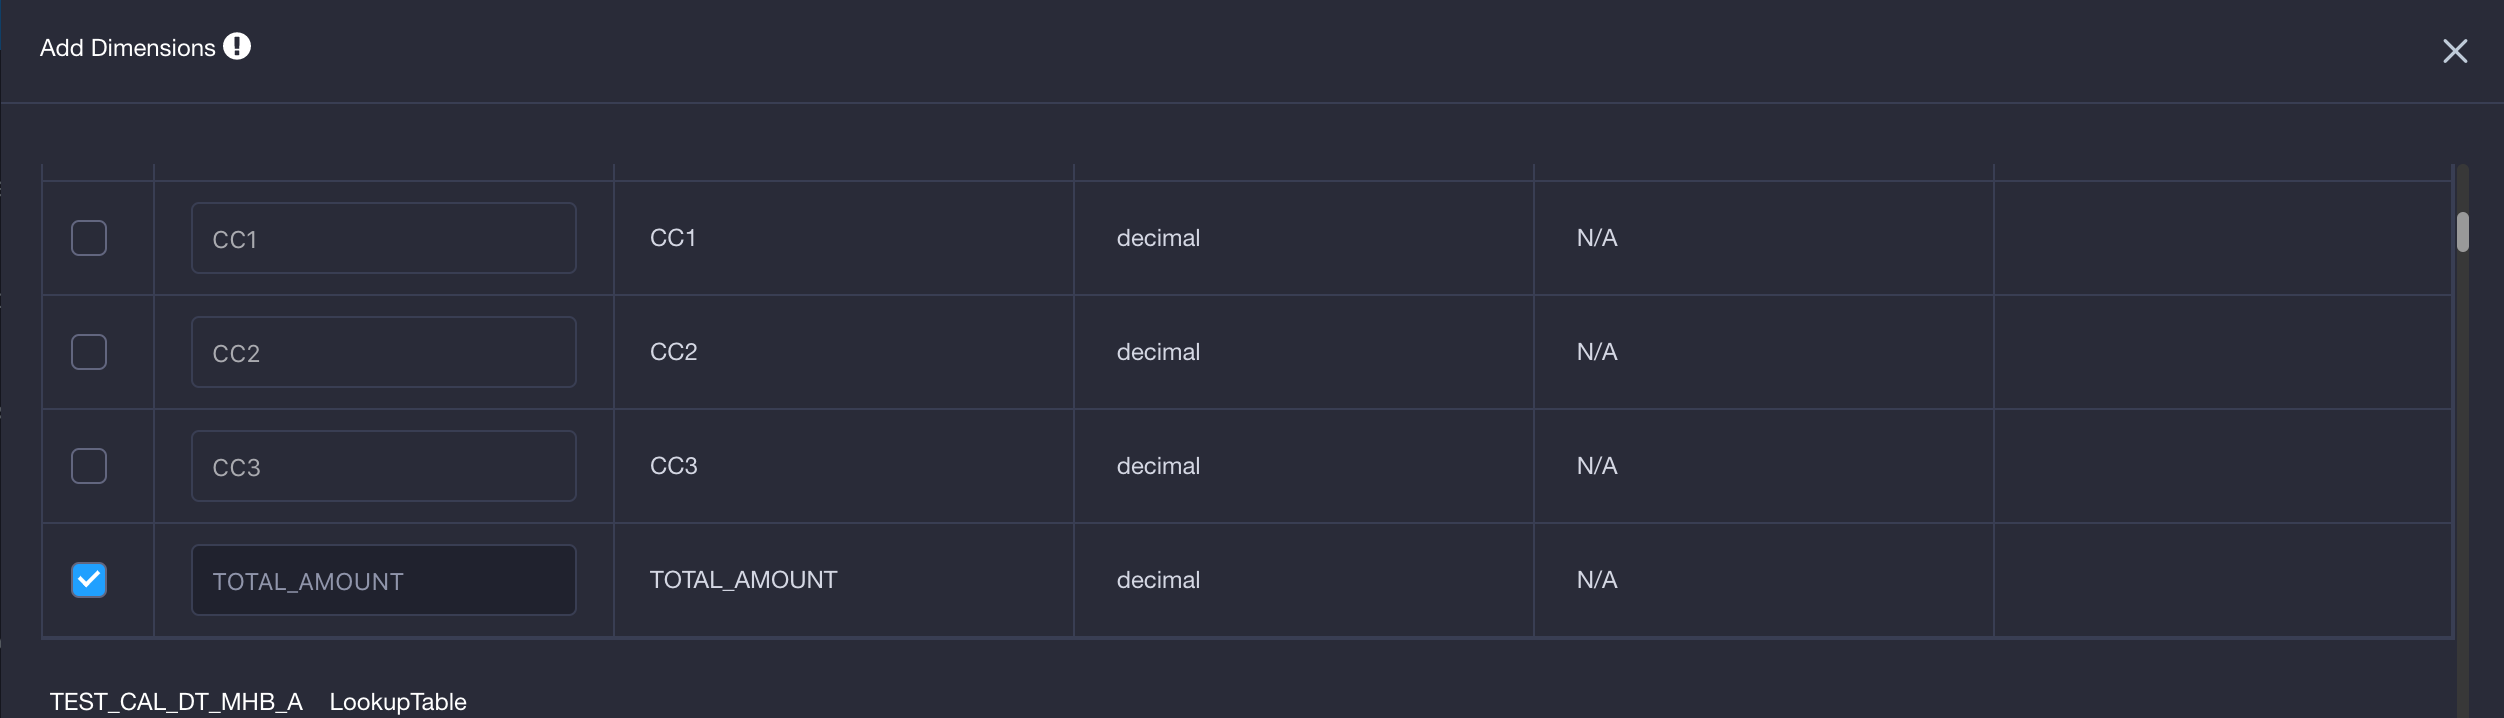 Add Dimensions
CC1 CC1 decimal N/A
CC2 CC2 decimal N/A
CC3 CC3 decimal N/A
TOTAL_AMOUNT TOTAL_AMOUNT decimal N/A
TEST_CAL_DT_MHB_A LookupTable